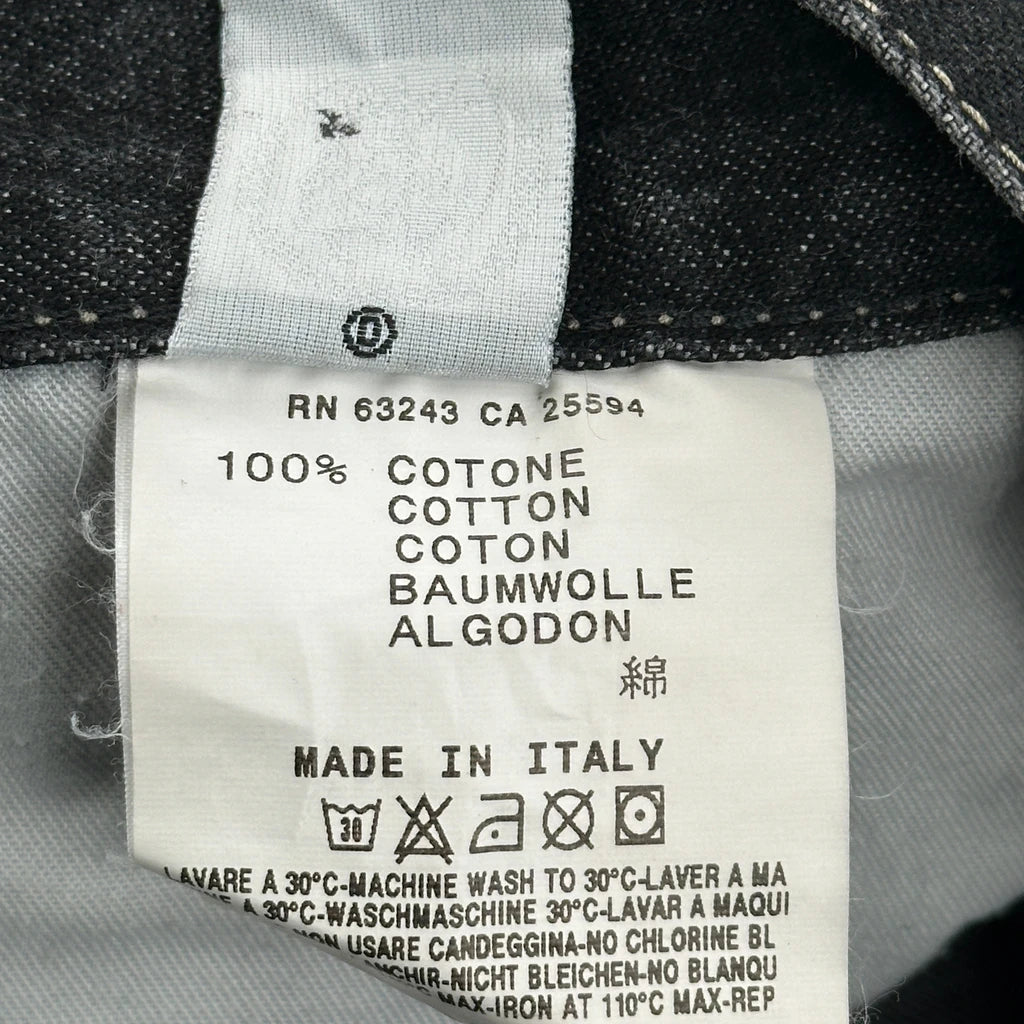 D
RN 63243 CA 25594
100% COTONE
COTTON
COTON
BAUMWOLLE
ALGODON
綿
MADE IN ITALY
30
LAVARE A 30°C-MACHINE WASH TO 30°C-LAVER A MA
A 30°C-WASCHMASCHINE 30°C-LAVAR A MAQUI
NON USARE CANDEGGINA-NO CHLORINE BL
NCHIR-NICHT BLEICHEN-NO BLANQU
MAX-IRON AT 110°C MAX-REP